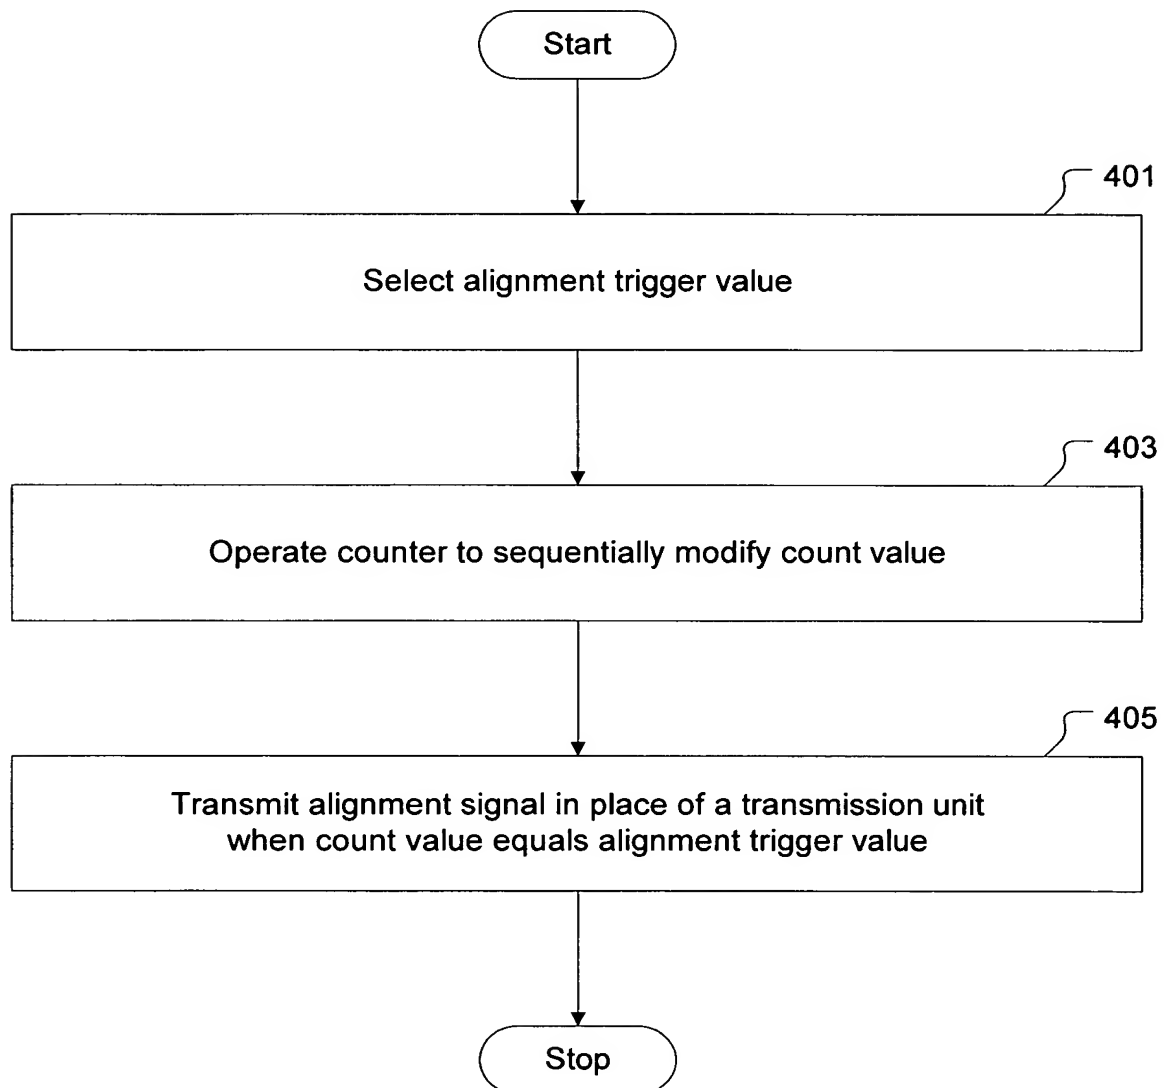 Start
401
Select alignment trigger value
403
Operate counter to sequentially modify count value
405
Transmit alignment signal in place of a transmission unit
when count value equals alignment trigger value
Stop